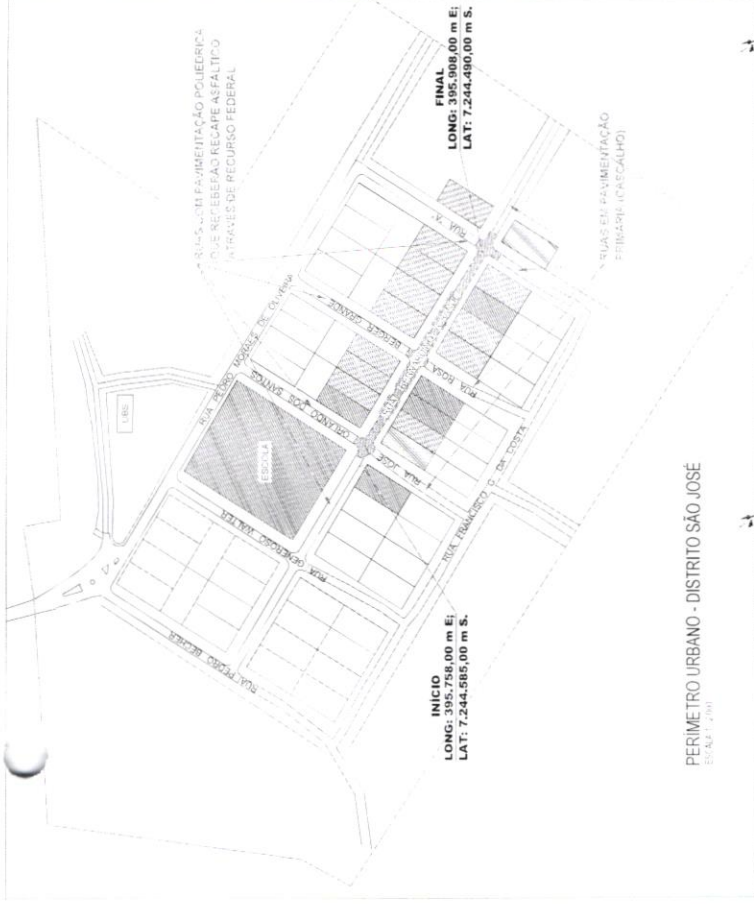 RUAS COM PAVIMENTAÇÃO POLIÉDRICA
QUE RECEBERÃO RECAPE ASFÁLTICO
ATRAVÉS DE RECURSO FEDERAL
FINAL
LONG: 395.908,00 m E;
LAT: 7.244.490,00 m S.
RUAS EM PAVIMENTAÇÃO
PRIMÁRIA (CASCALHO)
RUA PEDRO MORAES DE OLIVEIRA
UBS
RUA "A"
BERGER GRANDE
RUA ROSA
ORLANDO DOS SANTOS
RUA JOSÉ
ESCOLA
RUA GENEROSO WALTER
RUA FRANCISCO G. DA COSTA
RUA PEDRO BECHER
INÍCIO
LONG: 395.758,00 m E;
LAT: 7.244.585,00 m S.
PERÍMETRO URBANO - DISTRITO SÃO JOSÉ